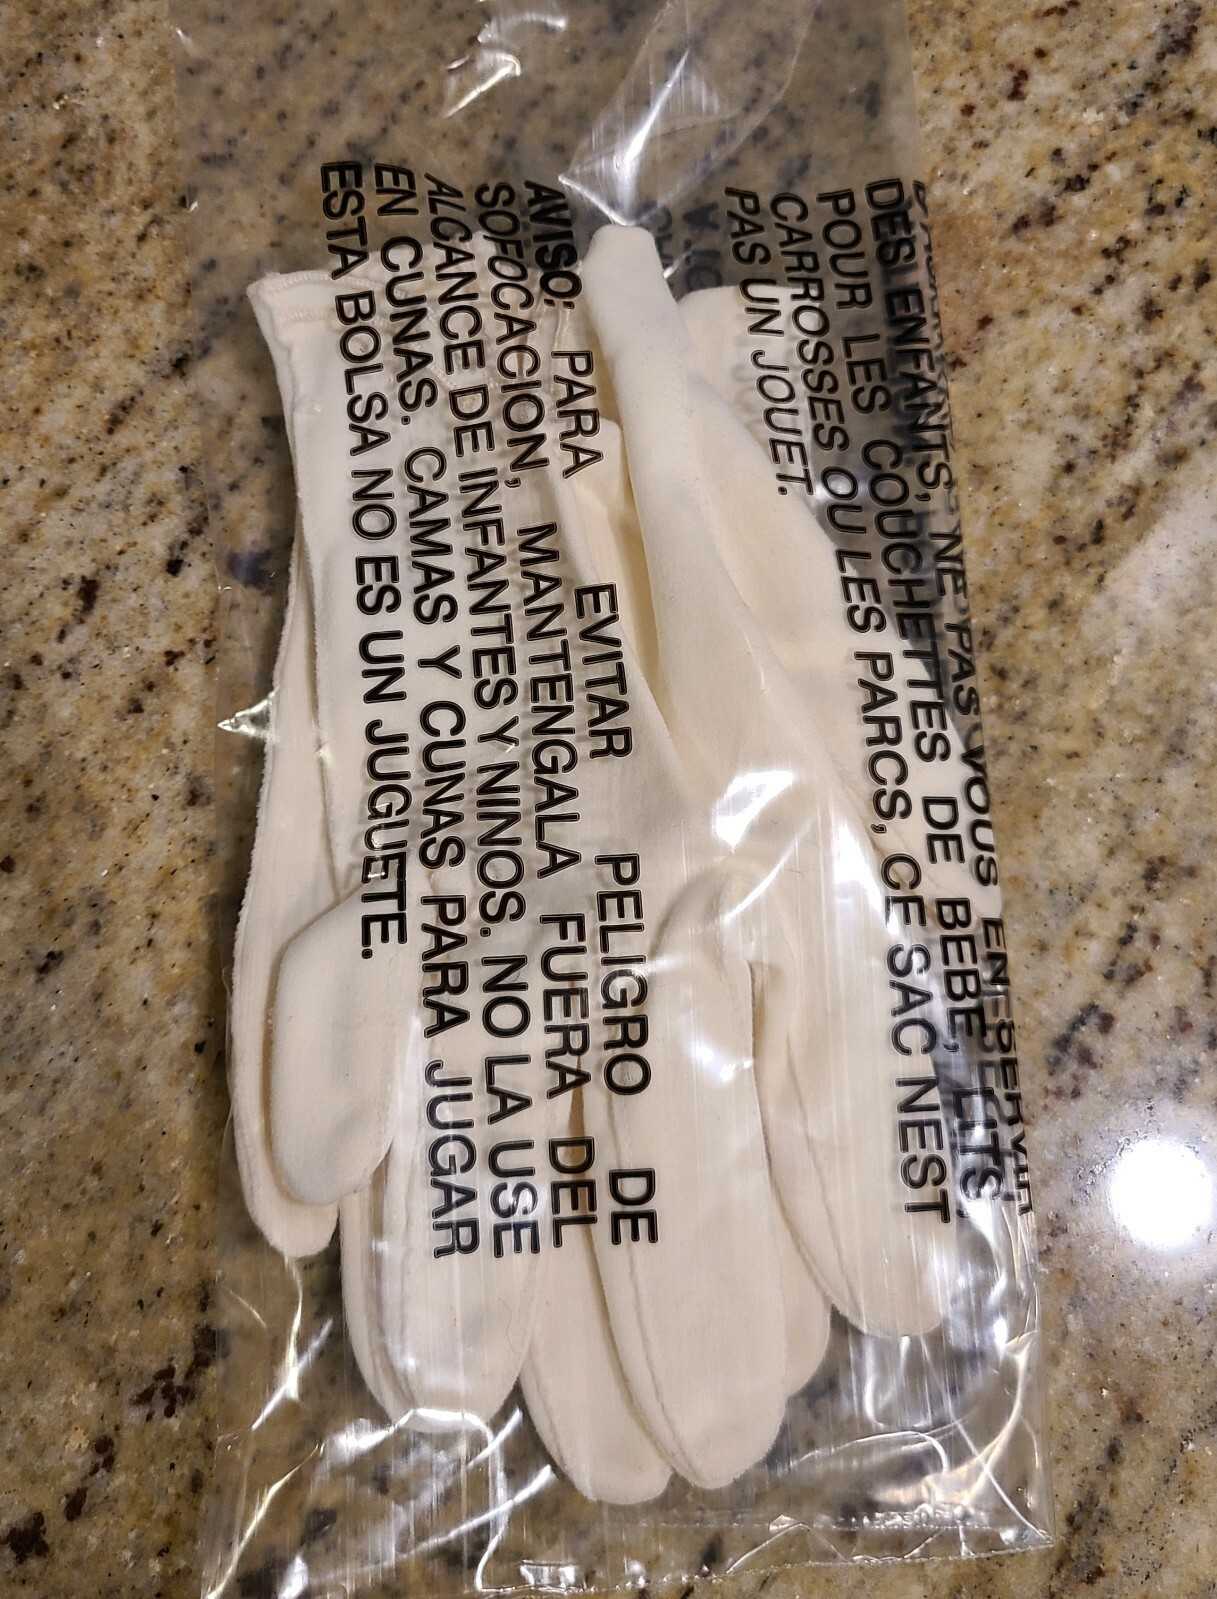 AVISO: PARA EVITAR PELIGRO DE
SOFOCACION, MANTENGALA FUERA DEL
ALCANCE DE INFANTES Y NINOS. NO LA USE
EN CUNAS. CAMAS Y CUNAS PARA JUGAR
ESTA BOLSA NO ES UN JUGUETE.
DES ENFANTS, NE PAS VOUS EN SERVIR
POUR LES COUCHETTES DE BEBE, LITS,
CARROSSES OU LES PARCS, CE SAC NEST
PAS UN JOUET.